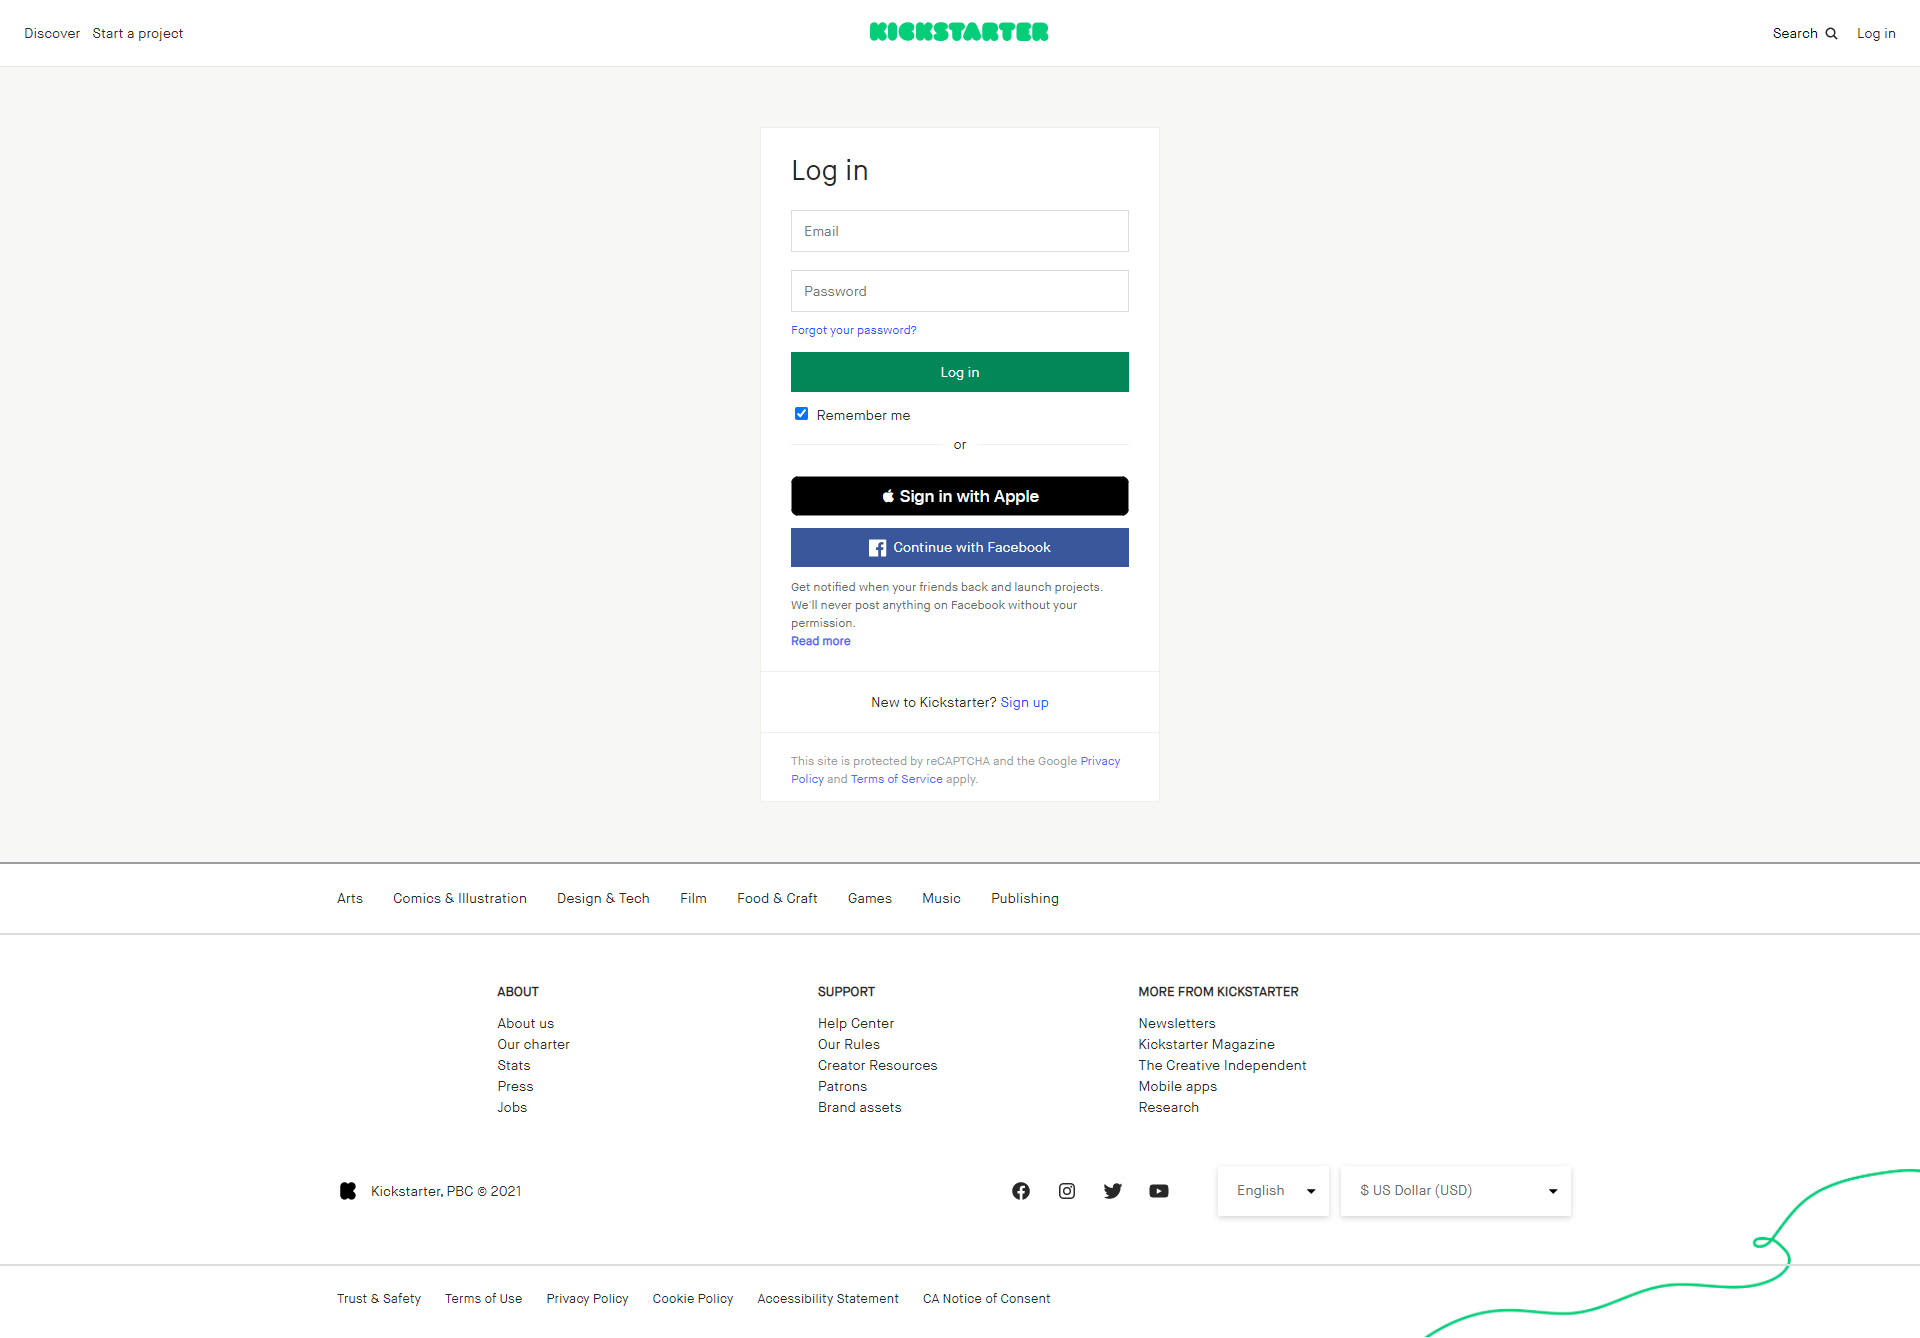 Discover Start a project KICKSTARTER Search Log in
Log in
Email
Password
Forgot your password?
Log in
Remember me
or
Sign in with Apple
Continue with Facebook
Get notified when your friends back and launch projects.
We'll never post anything on Facebook without your
permission.
Read more
New to Kickstarter? Sign up
This site is protected by reCAPTCHA and the Google Privacy
Policy and Terms of Service apply.
Arts Comics & Illustration Design & Tech Film Food & Craft Games Music Publishing
ABOUT
About us
Our charter
Stats
Press
Jobs
SUPPORT
Help Center
Our Rules
Creator Resources
Patrons
Brand assets
MORE FROM KICKSTARTER
Newsletters
Kickstarter Magazine
The Creative Independent
Mobile apps
Research
Kickstarter, PBC © 2021 English $ US Dollar (USD)
Trust & Safety Terms of Use Privacy Policy Cookie Policy Accessibility Statement CA Notice of Consent